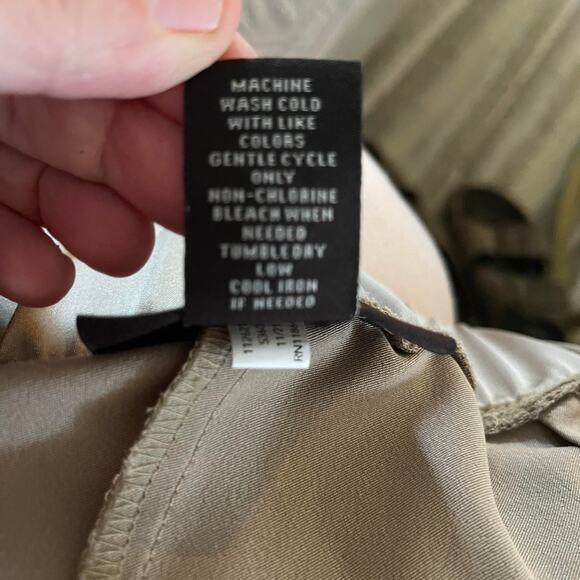 MACHINE
WASH COLD
WITH LIKE
COLORS
GENTLE CYCLE
ONLY
NON-CHLORINE
BLEACH WHEN
NEEDED
TUMBLE DRY
LOW
COOL IRON
IF NEEDED